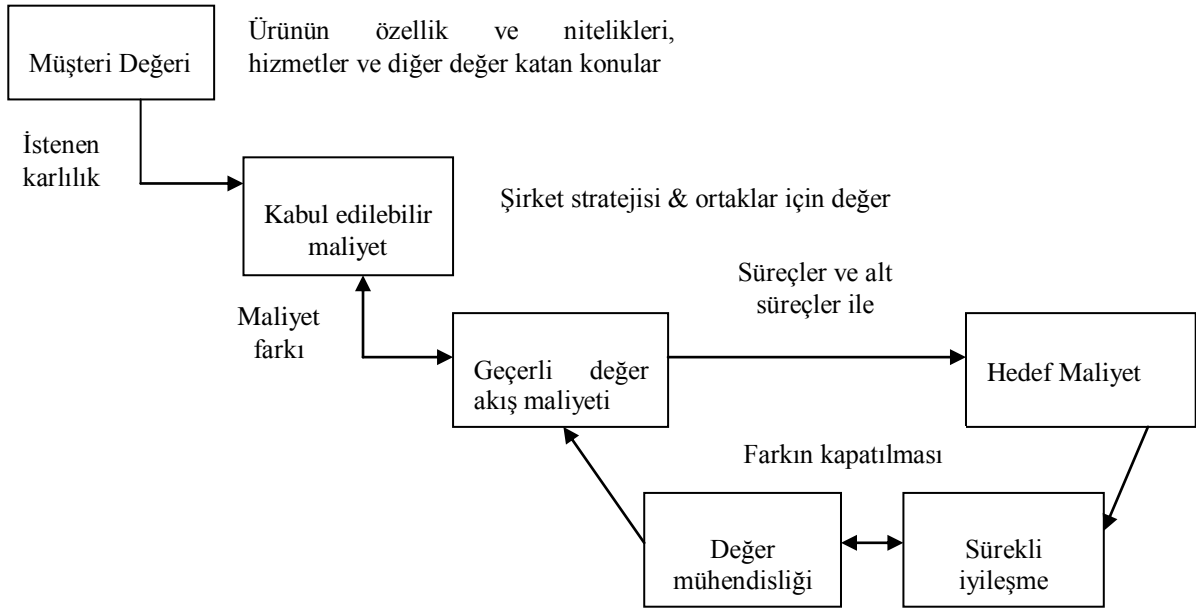 Müşteri Değeri
Ürünün özellik ve nitelikleri,
hizmetler ve diğer değer katan konular
İstenen
karlılık
Kabul edilebilir
maliyet
Şirket stratejisi & ortaklar için değer
Maliyet
farkı
Geçerli değer
akış maliyeti
Süreçler ve alt
süreçler ile
Hedef Maliyet
Farkın kapatılması
Değer
mühendisliği
Sürekli
iyileşme